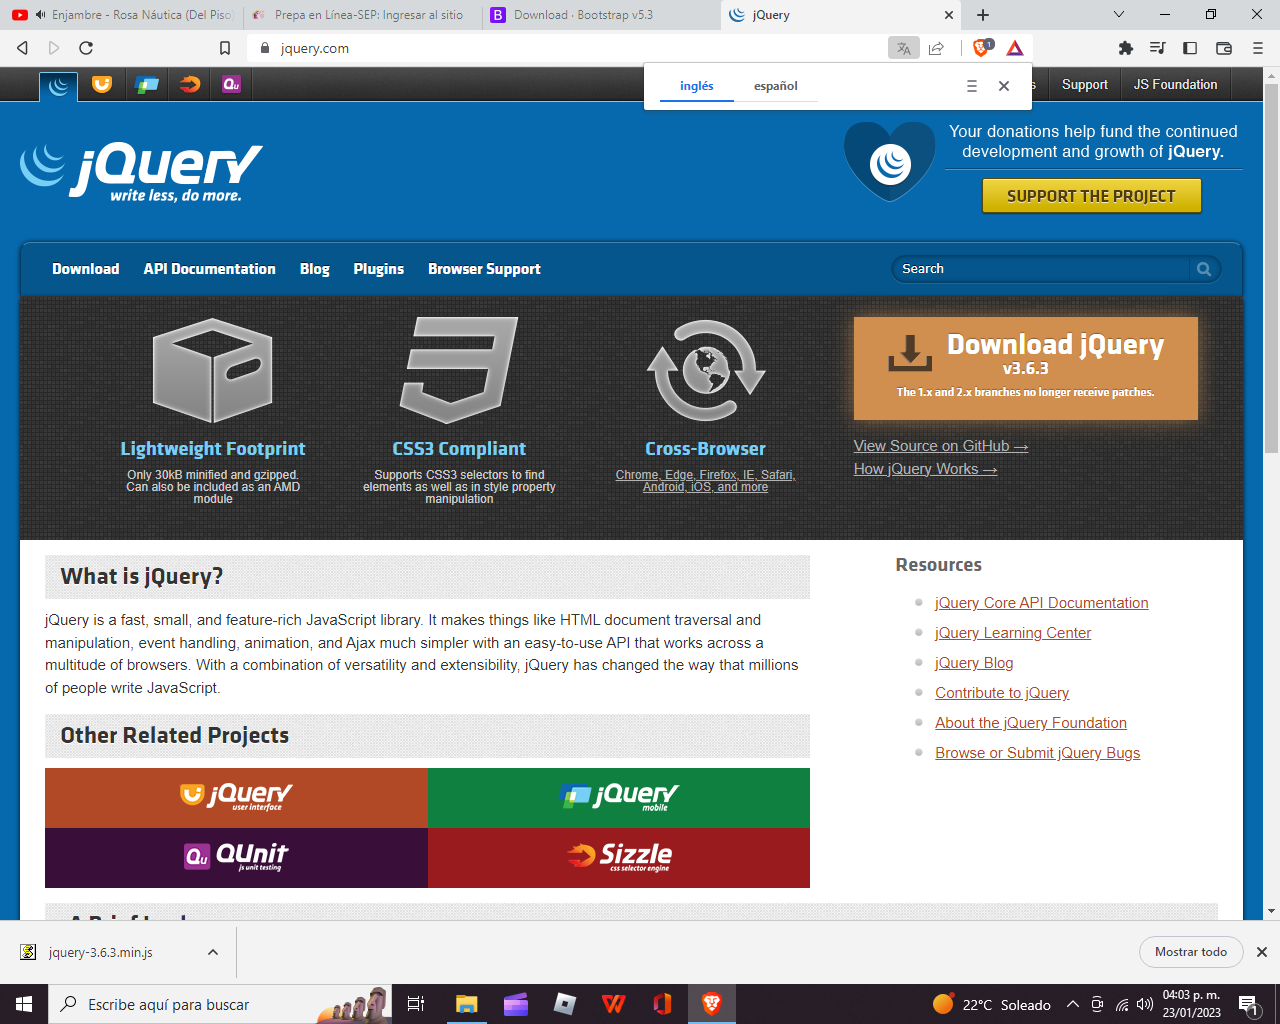 Enjambre - Rosa Náutica (Del Piso
Prepa en Línea-SEP: Ingresar al sitio
B
Download · Bootstrap v5.3
jQuery
jquery.com
1
inglés
español
Qu
s
Support
JS Foundation
jQuery
write less, do more.
Your donations help fund the continued
development and growth of jQuery.
SUPPORT THE PROJECT
Download
API Documentation
Blog
Plugins
Browser Support
Search
Lightweight Footprint
Only 30kB minified and gzipped.
Can also be included as an AMD
module
CSS3 Compliant
Supports CSS3 selectors to find
elements as well as in style property
manipulation
Cross-Browser
Chrome, Edge, Firefox, IE, Safari,
Android, iOS, and more
Download jQuery
v3.6.3
The 1.x and 2.x branches no longer receive patches.
View Source on GitHub →
How jQuery Works →
What is jQuery?
jQuery is a fast, small, and feature-rich JavaScript library. It makes things like HTML document traversal and
manipulation, event handling, animation, and Ajax much simpler with an easy-to-use API that works across a
multitude of browsers. With a combination of versatility and extensibility, jQuery has changed the way that millions
of people write JavaScript.
Resources
jQuery Core API Documentation
jQuery Learning Center
jQuery Blog
Contribute to jQuery
About the jQuery Foundation
Browse or Submit jQuery Bugs
Other Related Projects
jQuery
user interface
jQuery
mobile
Qu QUnit
js unit testing
Sizzle
css selector engine
jquery-3.6.3.min.js
Mostrar todo
Escribe aquí para buscar
22°C Soleado
04:03 p. m.
23/01/2023
1